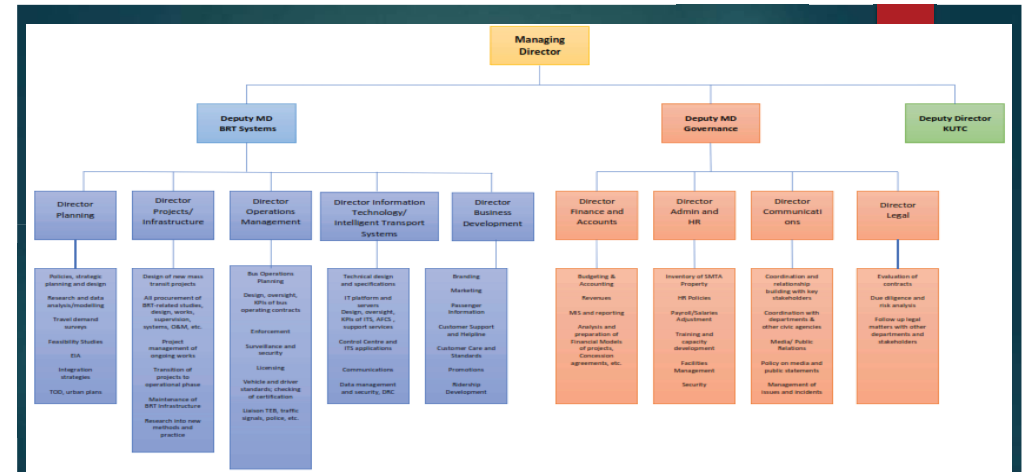 Managing
Director
Deputy MD
BRT Systems
Deputy MD
Governance
Deputy Director
KUTC
Director
Planning
Director
Projects/
Infrastructure
Director
Operations
Management
Director Information
Technology/
Intelligent Transport
Systems
Director
Business
Development
Director
Finance and
Accounts
Director
Admin and
HR
Director
Communicati
ons
Director
Legal
Policies, strategic
planning and design
Research and data
analysis/modelling
Travel demand
surveys
Feasibility Studies
EIA
Integration
strategies
TOD, urban plans
Design of new mass
transit projects
All procurement of
BRT-related studies,
design, works,
supervision,
systems, O&M, etc.
Project
management of
ongoing works
Transition of
projects to
operational phase
Maintenance of
BRT Infrastructure
Research into new
methods and
practice
Bus Operations
Planning
Design, oversight,
KPIs of bus
operating contracts
Enforcement
Surveillance and
security
Licensing
Vehicle and driver
standards; checking
of certification
Liaison TEB, traffic
signals, police, etc.
Technical design
and specifications
IT platform and
servers
Design, oversight,
KPIs of ITS, AFCS ,
support services
Control Centre and
ITS applications
Communications
Data management
and security, DRC
Branding
Marketing
Passenger
Information
Customer Support
and Helpline
Customer Care and
Standards
Promotions
Ridership
Development
Budgeting &
Accounting
Revenues
MIS and reporting
Analysis and
preparation of
Financial Models
of projects,
Concession
agreements, etc.
Inventory of SMTA
Property
HR Policies
Payroll/Salaries
Adjustment
Training and
capacity
development
Facilities
Management
Security
Coordination and
relationship
building with key
stakeholders
Coordination with
departments &
other civic agencies
Media/ Public
Relations
Policy on media and
public statements
Management of
issues and incidents
Evaluation of
contracts
Due diligence and
risk analysis
Follow up legal
matters with other
departments and
stakeholders